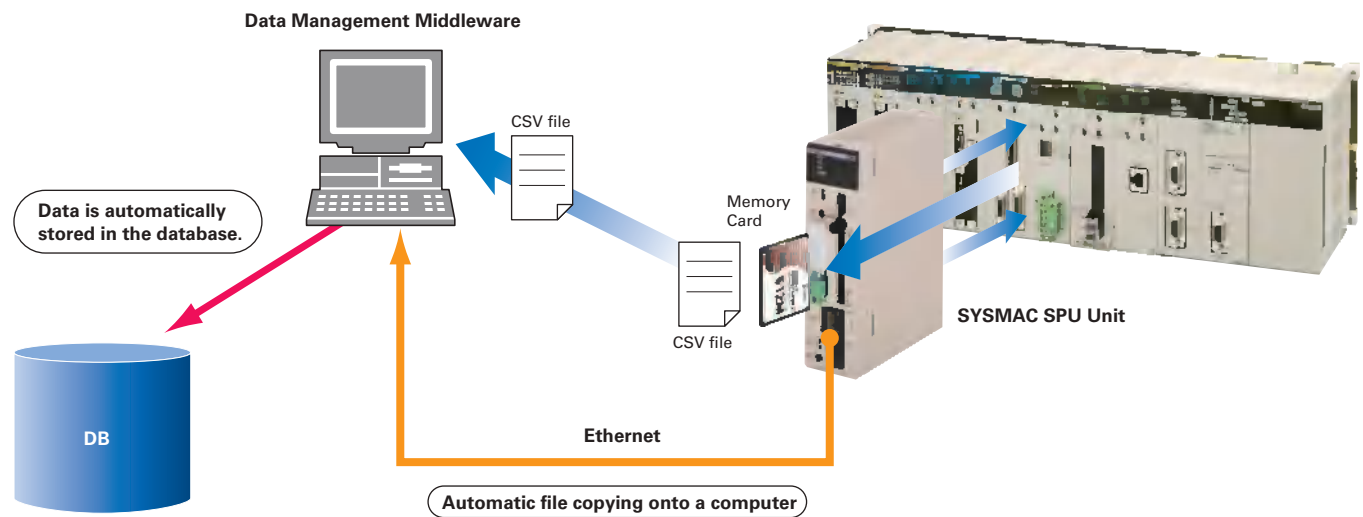 Data Management Middleware
CSV file
Data is automatically
stored in the database.
Memory
Card
CSV file
SYSMAC SPU Unit
DB
Ethernet
Automatic file copying onto a computer